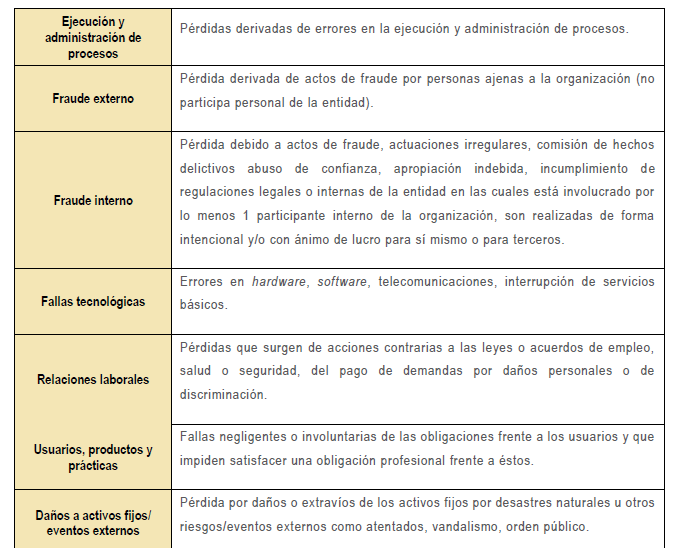 Ejecución y
administración de
procesos
Pérdidas derivadas de errores en la ejecución y administración de procesos.
Fraude externo
Pérdida derivada de actos de fraude por personas ajenas a la organización (no
participa personal de la entidad).
Fraude interno
Pérdida debido a actos de fraude, actuaciones irregulares, comisión de hechos
delictivos abuso de confianza, apropiación indebida, incumplimiento de
regulaciones legales o internas de la entidad en las cuales está involucrado por
lo menos 1 participante interno de la organización, son realizadas de forma
intencional y/o con ánimo de lucro para sí mismo o para terceros.
Fallas tecnológicas
Errores en hardware, software, telecomunicaciones, interrupción de servicios
básicos.
Relaciones laborales
Pérdidas que surgen de acciones contrarias a las leyes o acuerdos de empleo,
salud o seguridad, del pago de demandas por daños personales o de
discriminación.
Usuarios, productos y
prácticas
Fallas negligentes o involuntarias de las obligaciones frente a los usuarios y que
impiden satisfacer una obligación profesional frente a éstos.
Daños a activos fijos/
eventos externos
Pérdida por daños o extravíos de los activos fijos por desastres naturales u otros
riesgos/eventos externos como atentados, vandalismo, orden público.